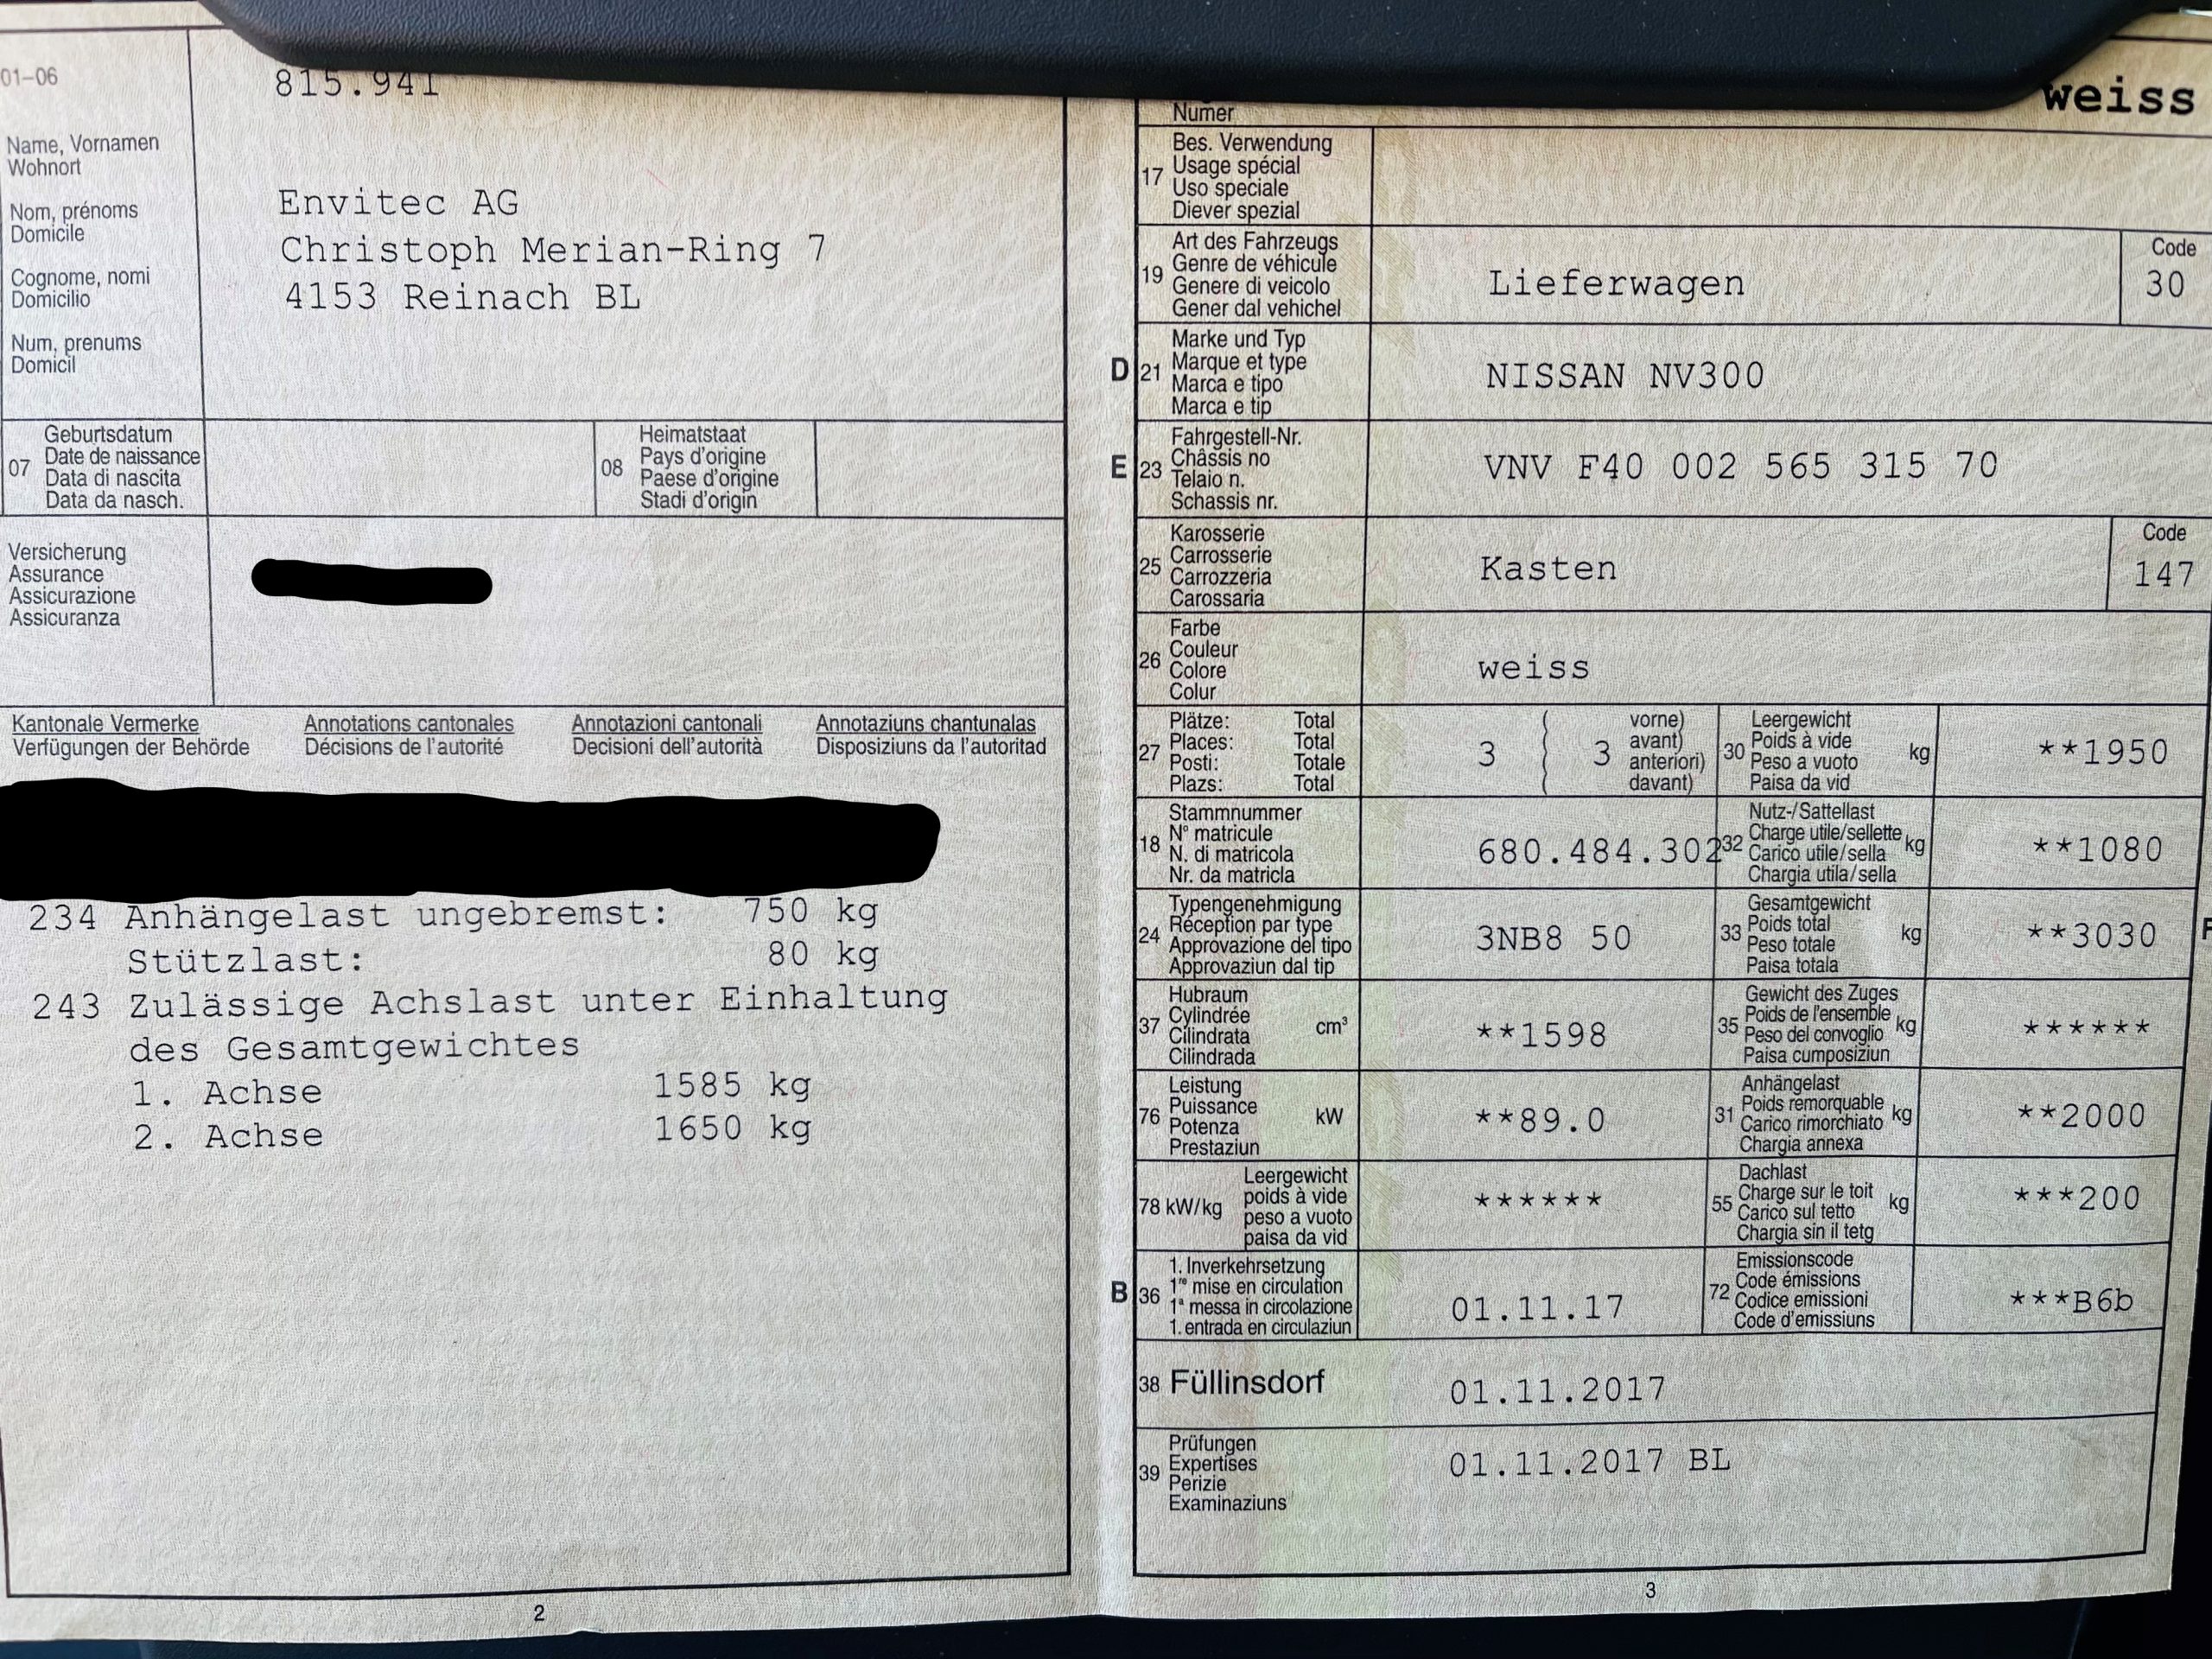 01-06
815.941
Name, Vornamen
Wohnort
Nom, prénoms
Domicile
Cognome, nomi
Domicilio
Num, prenums
Domicil
Envitec AG
Christoph Merian-Ring 7
4153 Reinach BL
07
Geburtsdatum
Date de naissance
Data di nascita
Data da nasch.
08
Heimatstaat
Pays d'origine
Paese d'origine
Stadi d'origin
Versicherung
Assurance
Assicurazione
Assicuranza
Kantonale Vermerke Annotations cantonales Annotazioni cantonali Annotaziuns chantunalas
Verfügungen der Behörde Décisions de l'autorité Decisioni dell'autorità Disposiziuns da l'autoritad
234 Anhängelast ungebremst: 750 kg
Stützlast: 80 kg
243 Zulässige Achslast unter Einhaltung
des Gesamtgewichtes
1. Achse 1585 kg
2. Achse 1650 kg
2
Numer
weiss
17
Bes. Verwendung
Usage spécial
Uso speciale
Diever spezial
19
Art des Fahrzeugs
Genre de véhicule
Genere di veicolo
Gener dal vehichel
Lieferwagen
Code
30
D 21
Marke und Typ
Marque et type
Marca e tipo
Marca e tip
NISSAN NV300
E 23
Fahrgestell-Nr.
Châssis no
Telaio n.
Schassis nr.
VNV F40 002 565 315 70
25
Karosserie
Carrosserie
Carrozzeria
Carossaria
Kasten
Code
147
26
Farbe
Couleur
Colore
Colur
weiss
27
Plätze: Total
Places: Total
Posti: Totale
Plazs: Total
3 ( 3
vorne)
avant)
anteriori)
davant)
30
Leergewicht
Poids à vide
Peso a vuoto
Paisa da vid
kg
**1950
18
Stammnummer
N° matricule
N. di matricola
Nr. da matricla
680.484.302
32
Nutz-/Sattellast
Charge utile/sellette
Carico utile/sella
Chargia utila/sella
kg
**1080
24
Typengenehmigung
Réception par type
Approvazione del tipo
Approvaziun dal tip
3NB8 50
33
Gesamtgewicht
Poids total
Peso totale
Paisa totala
kg
**3030
F
37
Hubraum
Cylindrée
Cilindrata
Cilindrada
cm³
**1598
35
Gewicht des Zuges
Poids de l'ensemble
Peso del convoglio
Paisa cumposiziun
kg
******
76
Leistung
Puissance
Potenza
Prestaziun
kW
**89.0
31
Anhängelast
Poids remorquable
Carico rimorchiato
Chargia annexa
kg
**2000
78 kW/kg
Leergewicht
poids à vide
peso a vuoto
paisa da vid
******
55
Dachlast
Charge sur le toit
Carico sul tetto
Chargia sin il tetg
kg
***200
B 36
1. Inverkehrsetzung
1re mise en circulation
1a messa in circolazione
1. entrada en circulaziun
01.11.17
72
Emissionscode
Code émissions
Codice emissioni
Code d'emissiuns
***B6b
38 Füllinsdorf 01.11.2017
39
Prüfungen
Expertises
Perizie
Examinaziuns
01.11.2017 BL
3